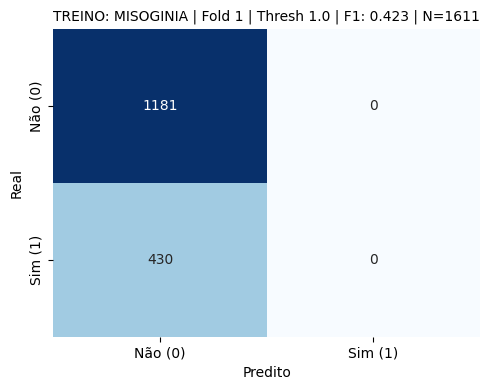 TREINO: MISOGINIA | Fold 1 | Thresh 1.0 | F1: 0.423 | N=1611
Real
Não (0)
1181
0
Sim (1)
430
0
Não (0)
Sim (1)
Predito